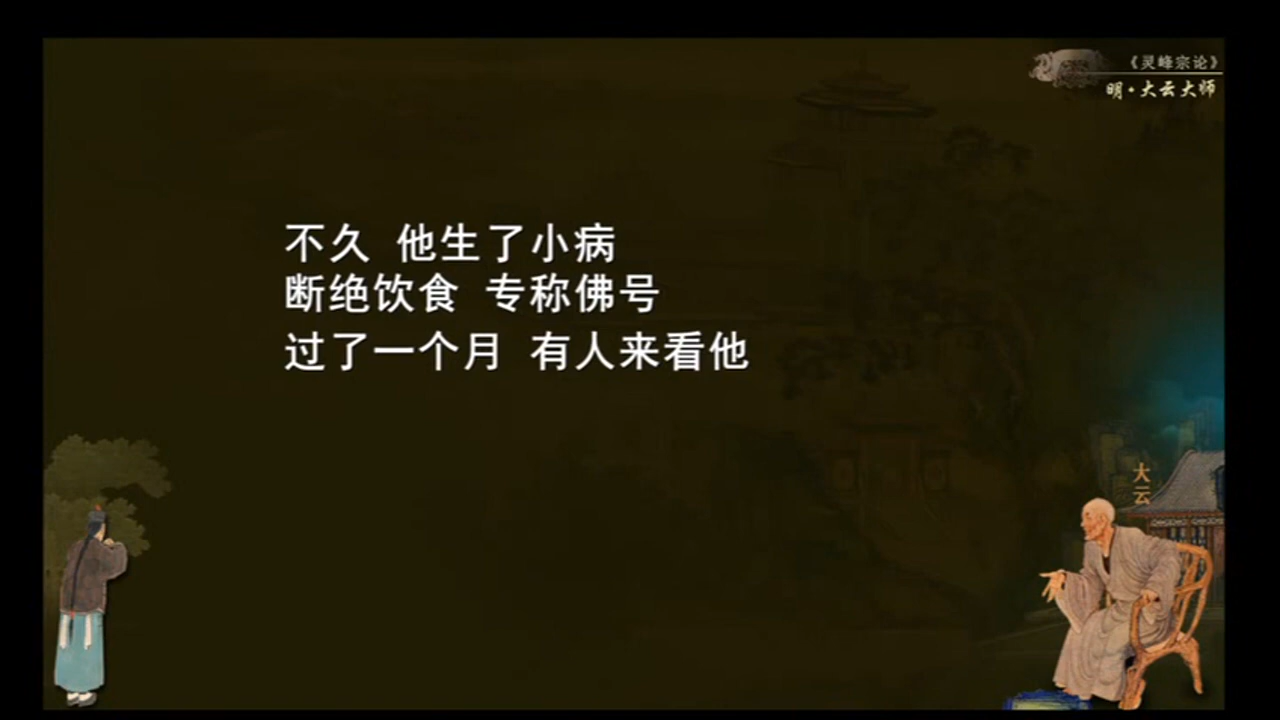 《灵峰宗论》
明·大云大师
不久 他生了小病
断绝饮食 专称佛号
过了一个月 有人来看他
大云